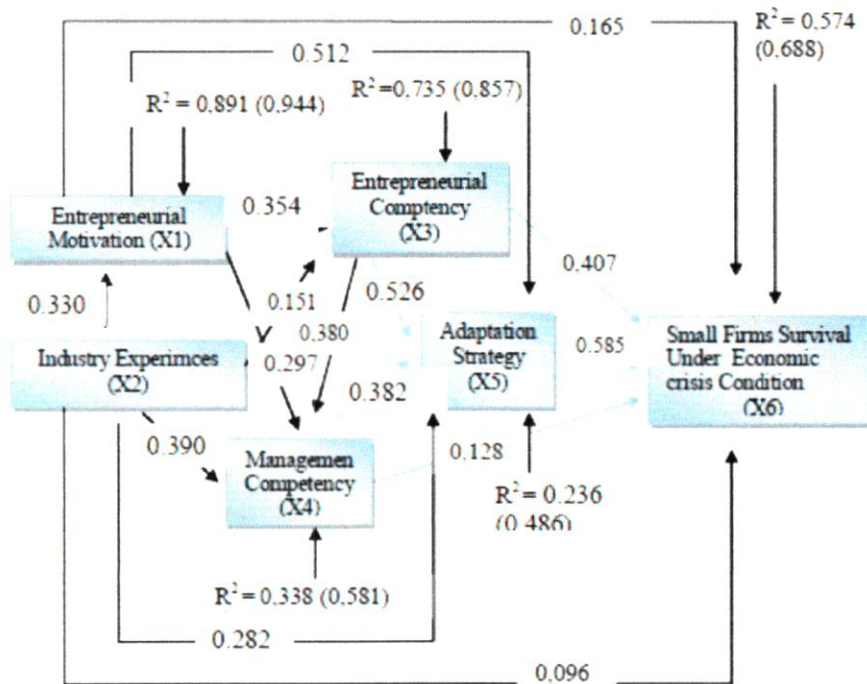 0.165
R² = 0,574
(0,688)
0.512
R² = 0,891 (0,944)
R² =0,735 (0,857)
Entrepreneurial
Motivation (X1)
0.354
Entrepreneurial
Comptency
(X3)
0.407
0.330
0.151
0.526
0.380
Industry Experimces
(X2)
0.297
Adaptation
Strategy
(X5)
0.585
Small Firms Survival
Under Economic
crisis Condition
(X6)
0.382
0.390
Managemen
Competency
(X4)
0.128
R² = 0.236
(0.486)
R² = 0.338 (0,581)
0.282
0,096